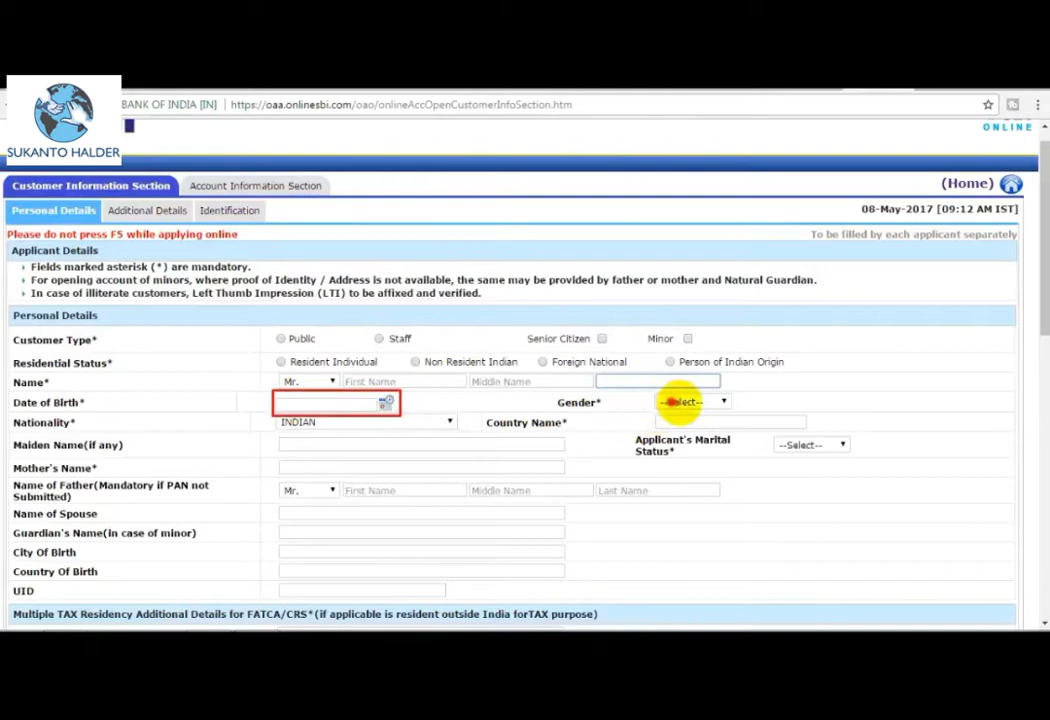 BANK OF INDIA [IN] https://oaa.onlinesbi.com/oao/onlineAccOpenCustomerInfoSection.htm
SUKANTO HALDER
ONLINE
Customer Information Section Account Information Section (Home)
Personal Details Additional Details Identification 08-May-2017 [09:12 AM IST]
Please do not press F5 while applying online To be filled by each applicant separately
Applicant Details
Fields marked asterisk (*) are mandatory.
For opening account of minors, where proof of Identity / Address is not available, the same may be provided by father or mother and Natural Guardian.
In case of illiterate customers, Left Thumb Impression (LTI) to be affixed and verified.
Personal Details
Customer Type* Public Staff Senior Citizen Minor
Residential Status* Resident Individual Non Resident Indian Foreign National Person of Indian Origin
Name* Mr. First Name Middle Name
Date of Birth* Gender* --Select--
Nationality* INDIAN Country Name*
Maiden Name(if any) Applicant's Marital Status* --Select--
Mother's Name*
Name of Father(Mandatory if PAN not Submitted) Mr. First Name Middle Name Last Name
Name of Spouse
Guardian's Name(in case of minor)
City Of Birth
Country Of Birth
UID
Multiple TAX Residency Additional Details for FATCA/CRS*(if applicable is resident outside India forTAX purpose)